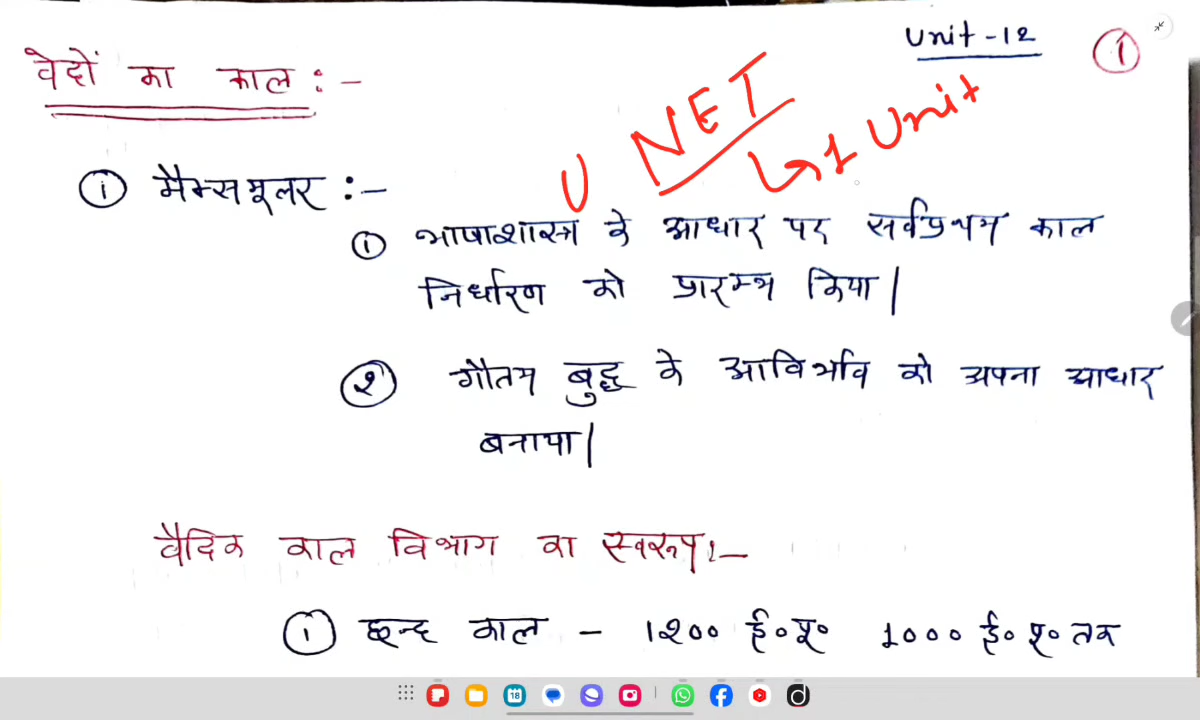 Unit-12 ①
वेदों का काल :-
NET
↳ 1 Unit
① मैक्समूलर :-
① भाषाशास्त्र के आधार पर सर्वप्रथम काल
निर्धारण को प्रारम्भ किया।
② गौतम बुद्ध के आविर्भाव को अपना आधार
बनाया।
वैदिक काल विभाग का स्वरूप :-
① छन्द काल - 1200 ई०पू० 1000 ई०पू० तक